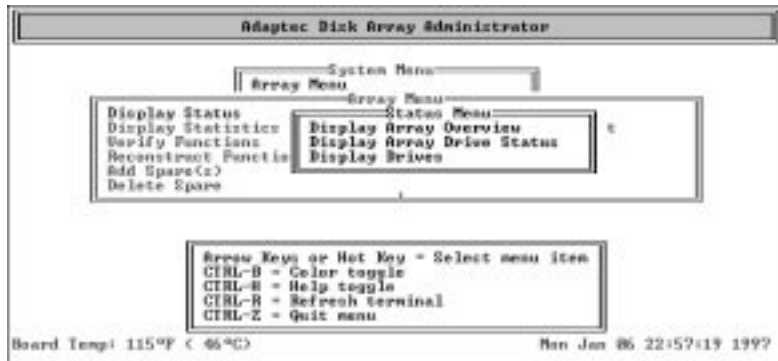 Adaptec Disk Array Administrator
System Menu
Array Menu
Array Menu
Display Status
Display Statistics
Verify Functions
Reconstruct Functio
Add Spare(s)
Delete Spare
Status Menu
Display Array Overview
Display Array Drive Status
Display Drives
t
Arrow Keys or Hot Key = Select menu item
CTRL-B = Color toggle
CTRL-H = Help toggle
CTRL-R = Refresh terminal
CTRL-Z = Quit menu
Board Temp: 115°F ( 46°C)
Mon Jan 06 22:57:19 1997